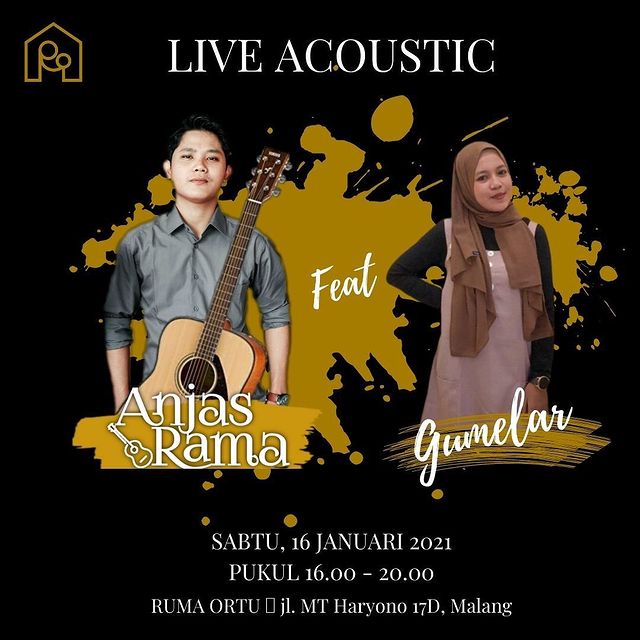 LIVE ACOUSTIC
Feat
Anjas
Rama
Gumelar
SABTU, 16 JANUARI 2021
PUKUL 16.00 - 20.00
RUMA ORTU ▯ jl. MT Haryono 17D, Malang